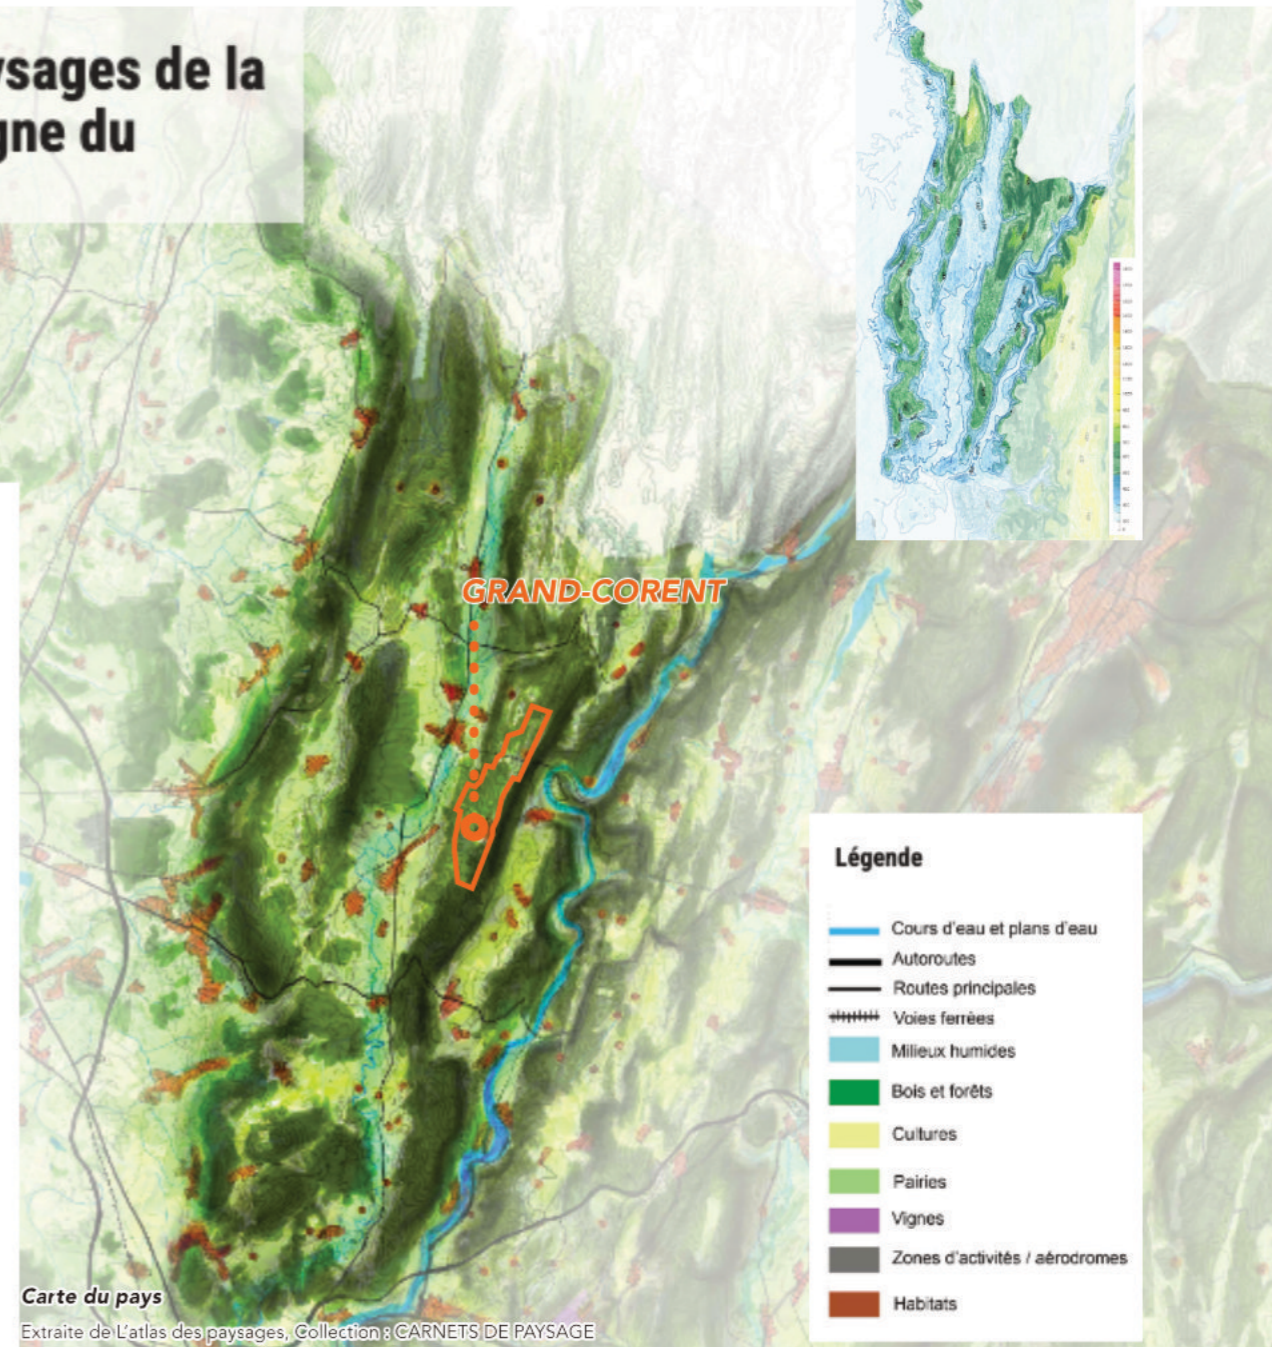 ysages de la
gne du
GRAND-CORENT
Légende
Cours d'eau et plans d'eau
Autoroutes
Routes principales
Voies ferrées
Milieux humides
Bois et forêts
Cultures
Pairies
Vignes
Zones d'activités / aérodromes
Habitats
Carte du pays
Extraite de L'atlas des paysages, Collection : CARNETS DE PAYSAGE